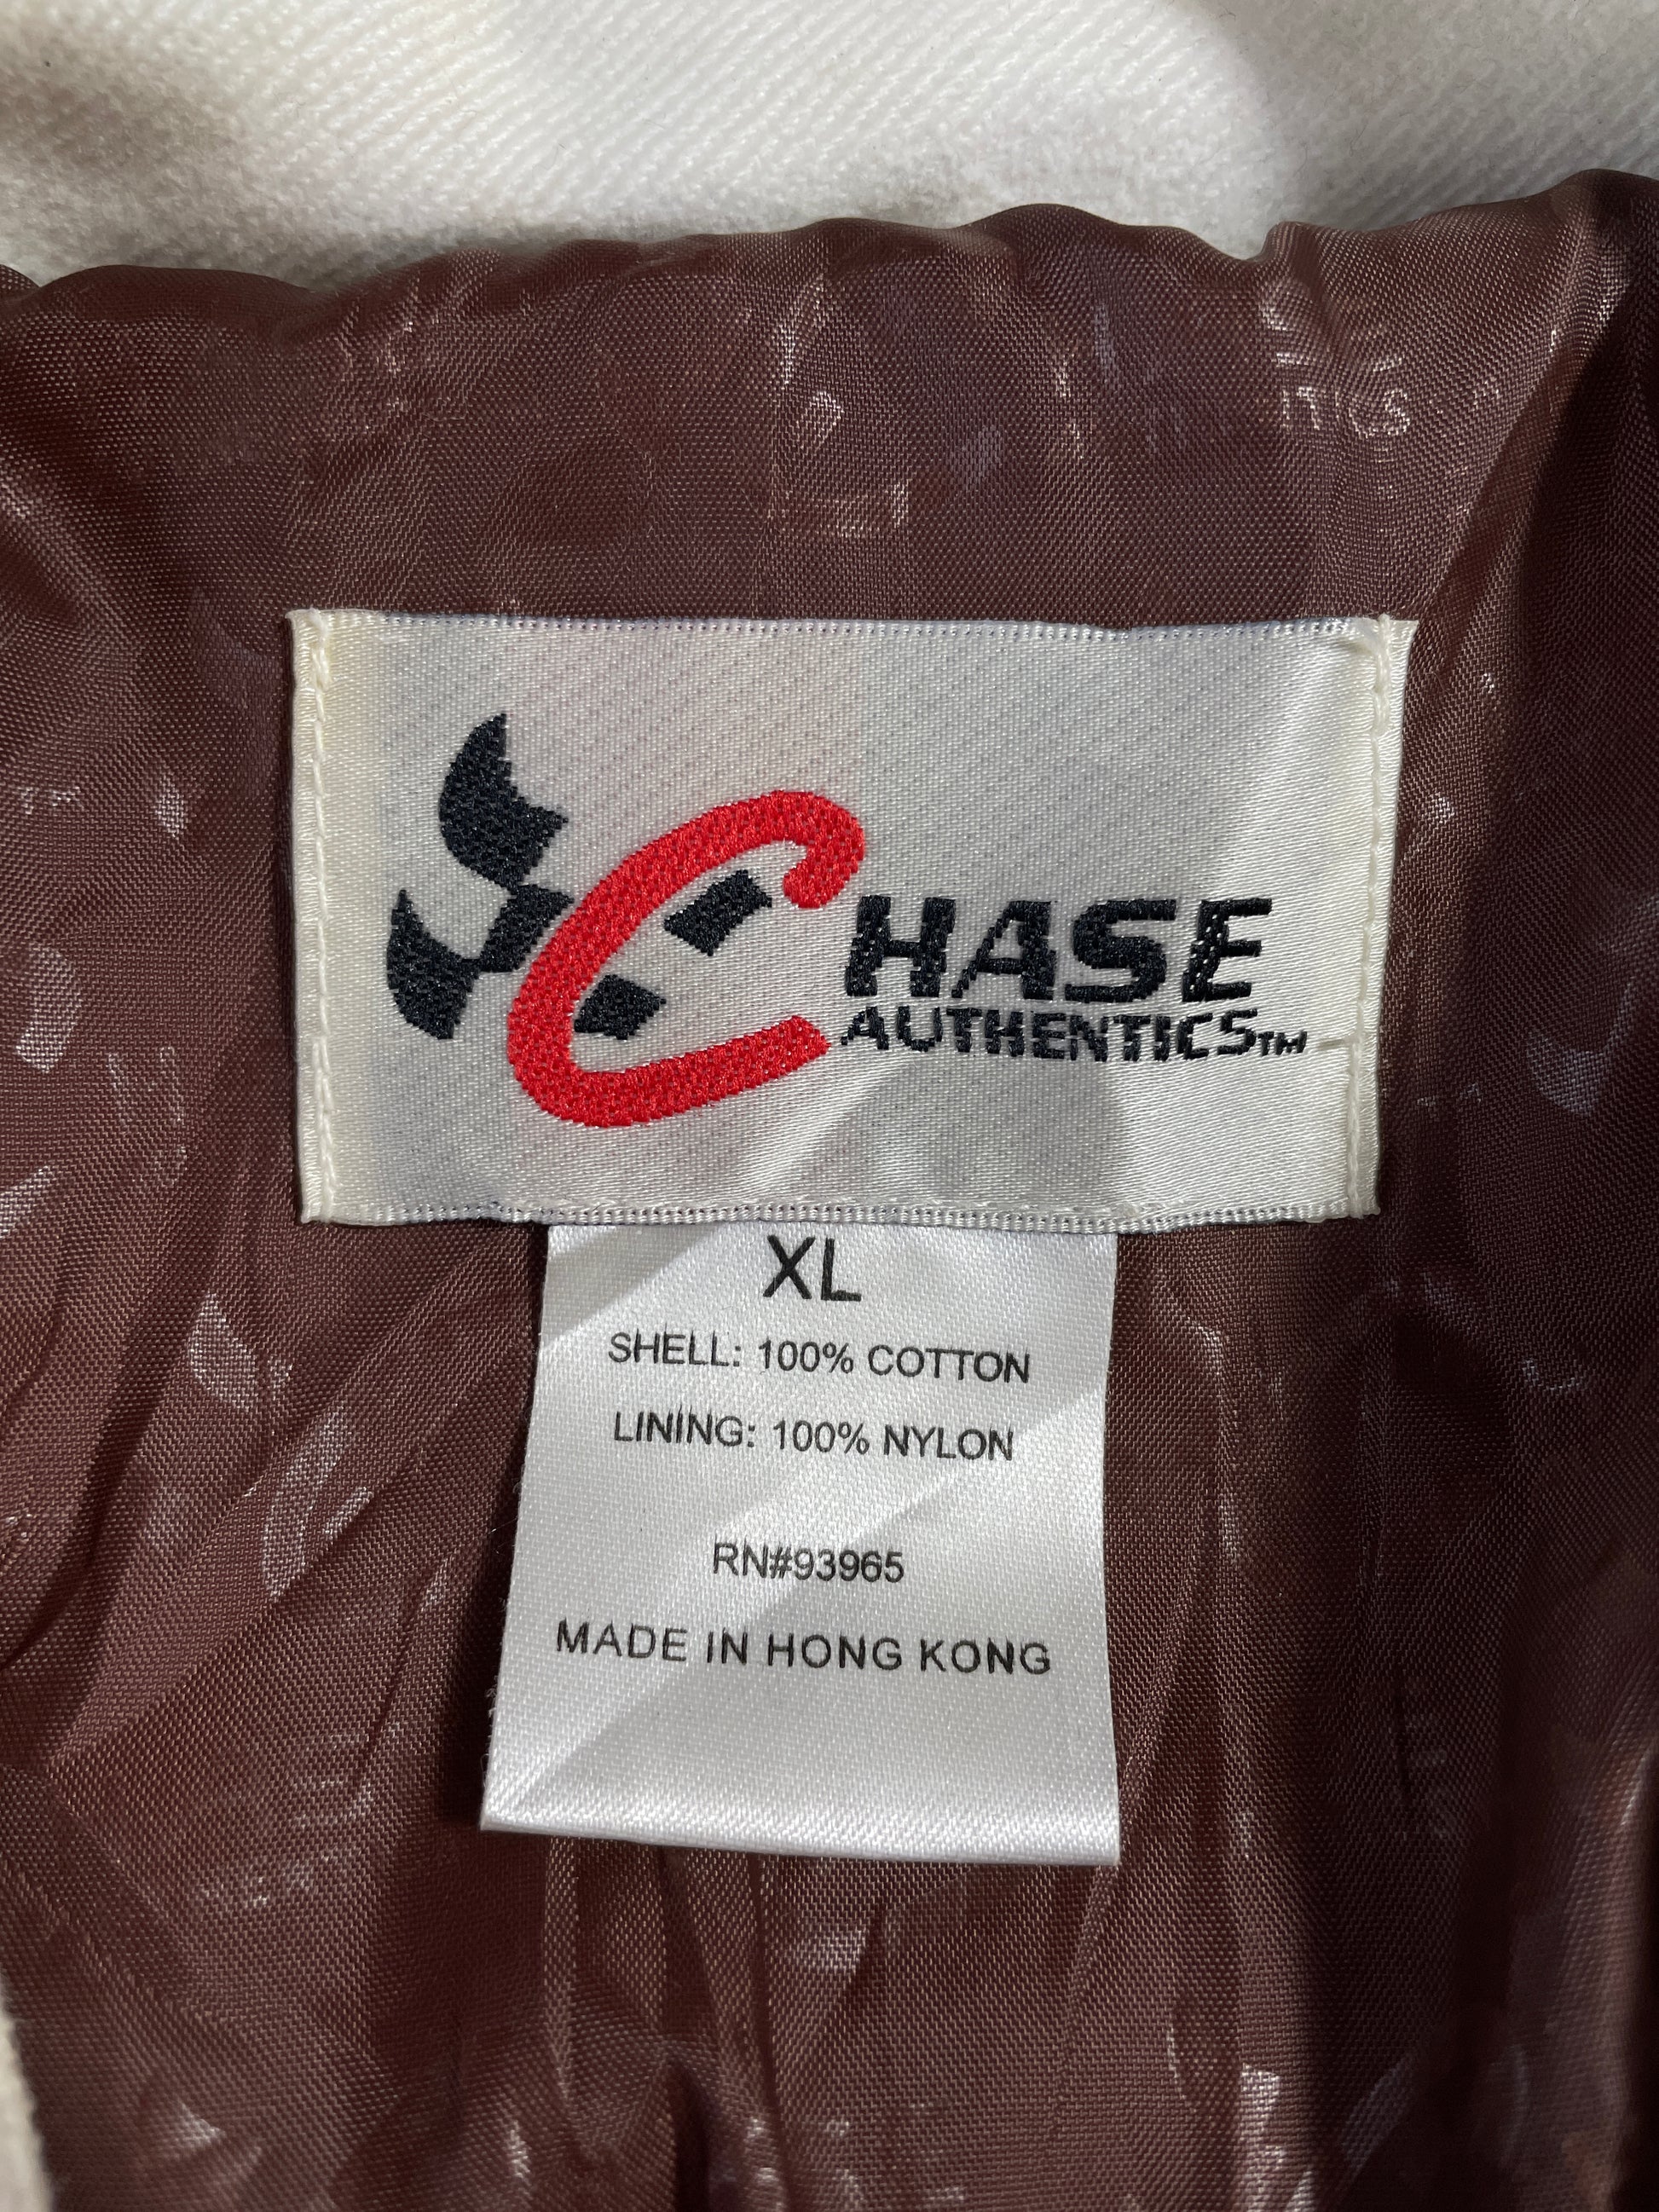 CHASE
AUTHENTICS™
XL
SHELL: 100% COTTON
LINING: 100% NYLON
RN#93965
MADE IN HONG KONG